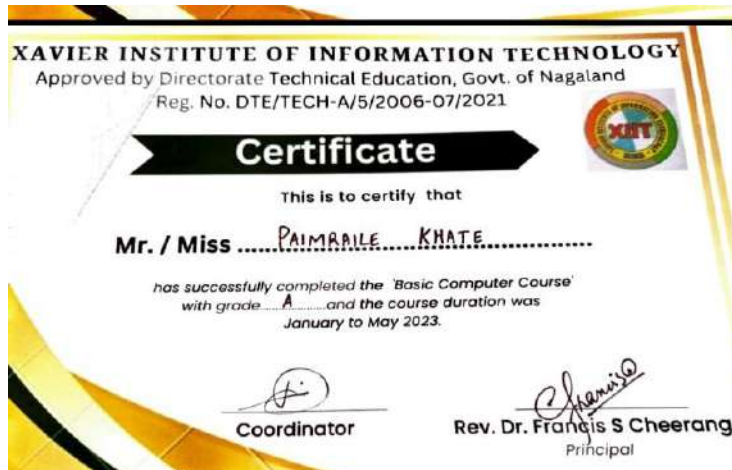 XAVIER INSTITUTE OF INFORMATION TECHNOLOGY
Approved by Directorate Technical Education, Govt. of Nagaland
Reg. No. DTE/TECH-A/5/2006-07/2021
XIIT
Certificate
This is to certify that
Mr. / Miss ......PAIMRAILE....KHATE..................
has successfully completed the 'Basic Computer Course'
with grade......A........and the course duration was
January to May 2023.
Coordinator
Rev. Dr. Francis S Cheerang
Principal